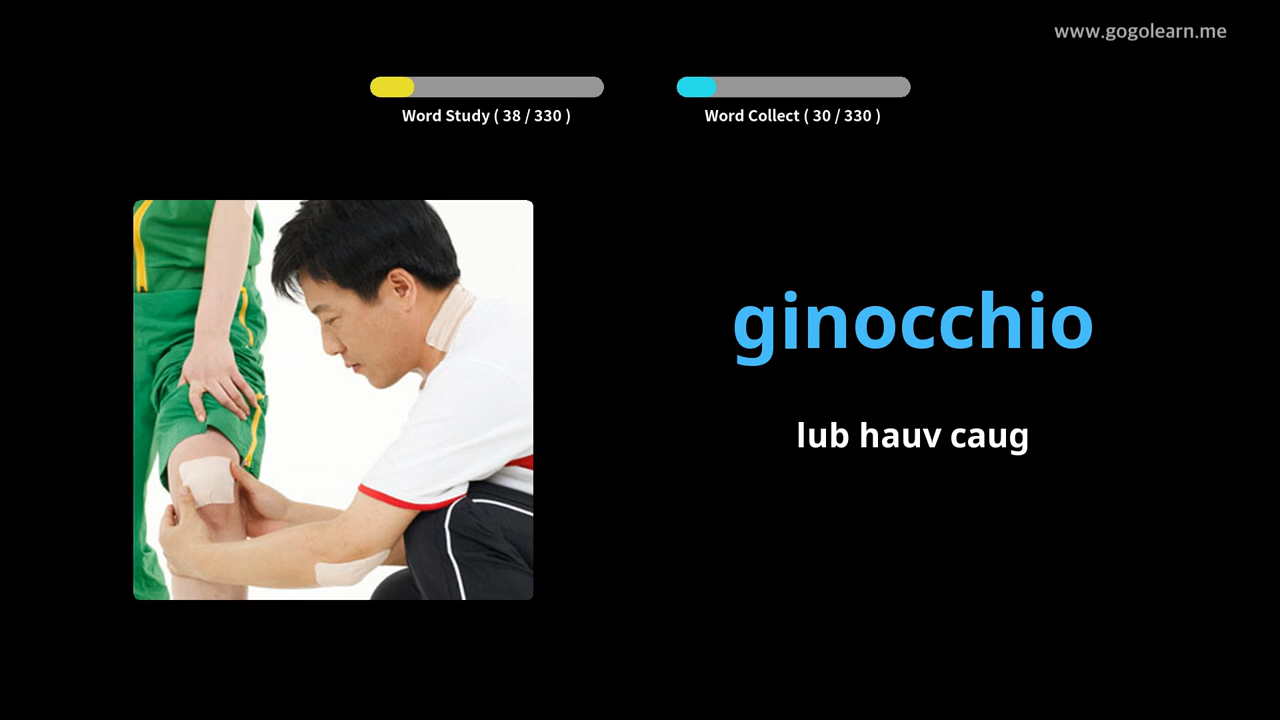 www.gogolearn.me
Word Study ( 38 / 330 )
Word Collect ( 30 / 330 )
ginocchio
lub hauv caug